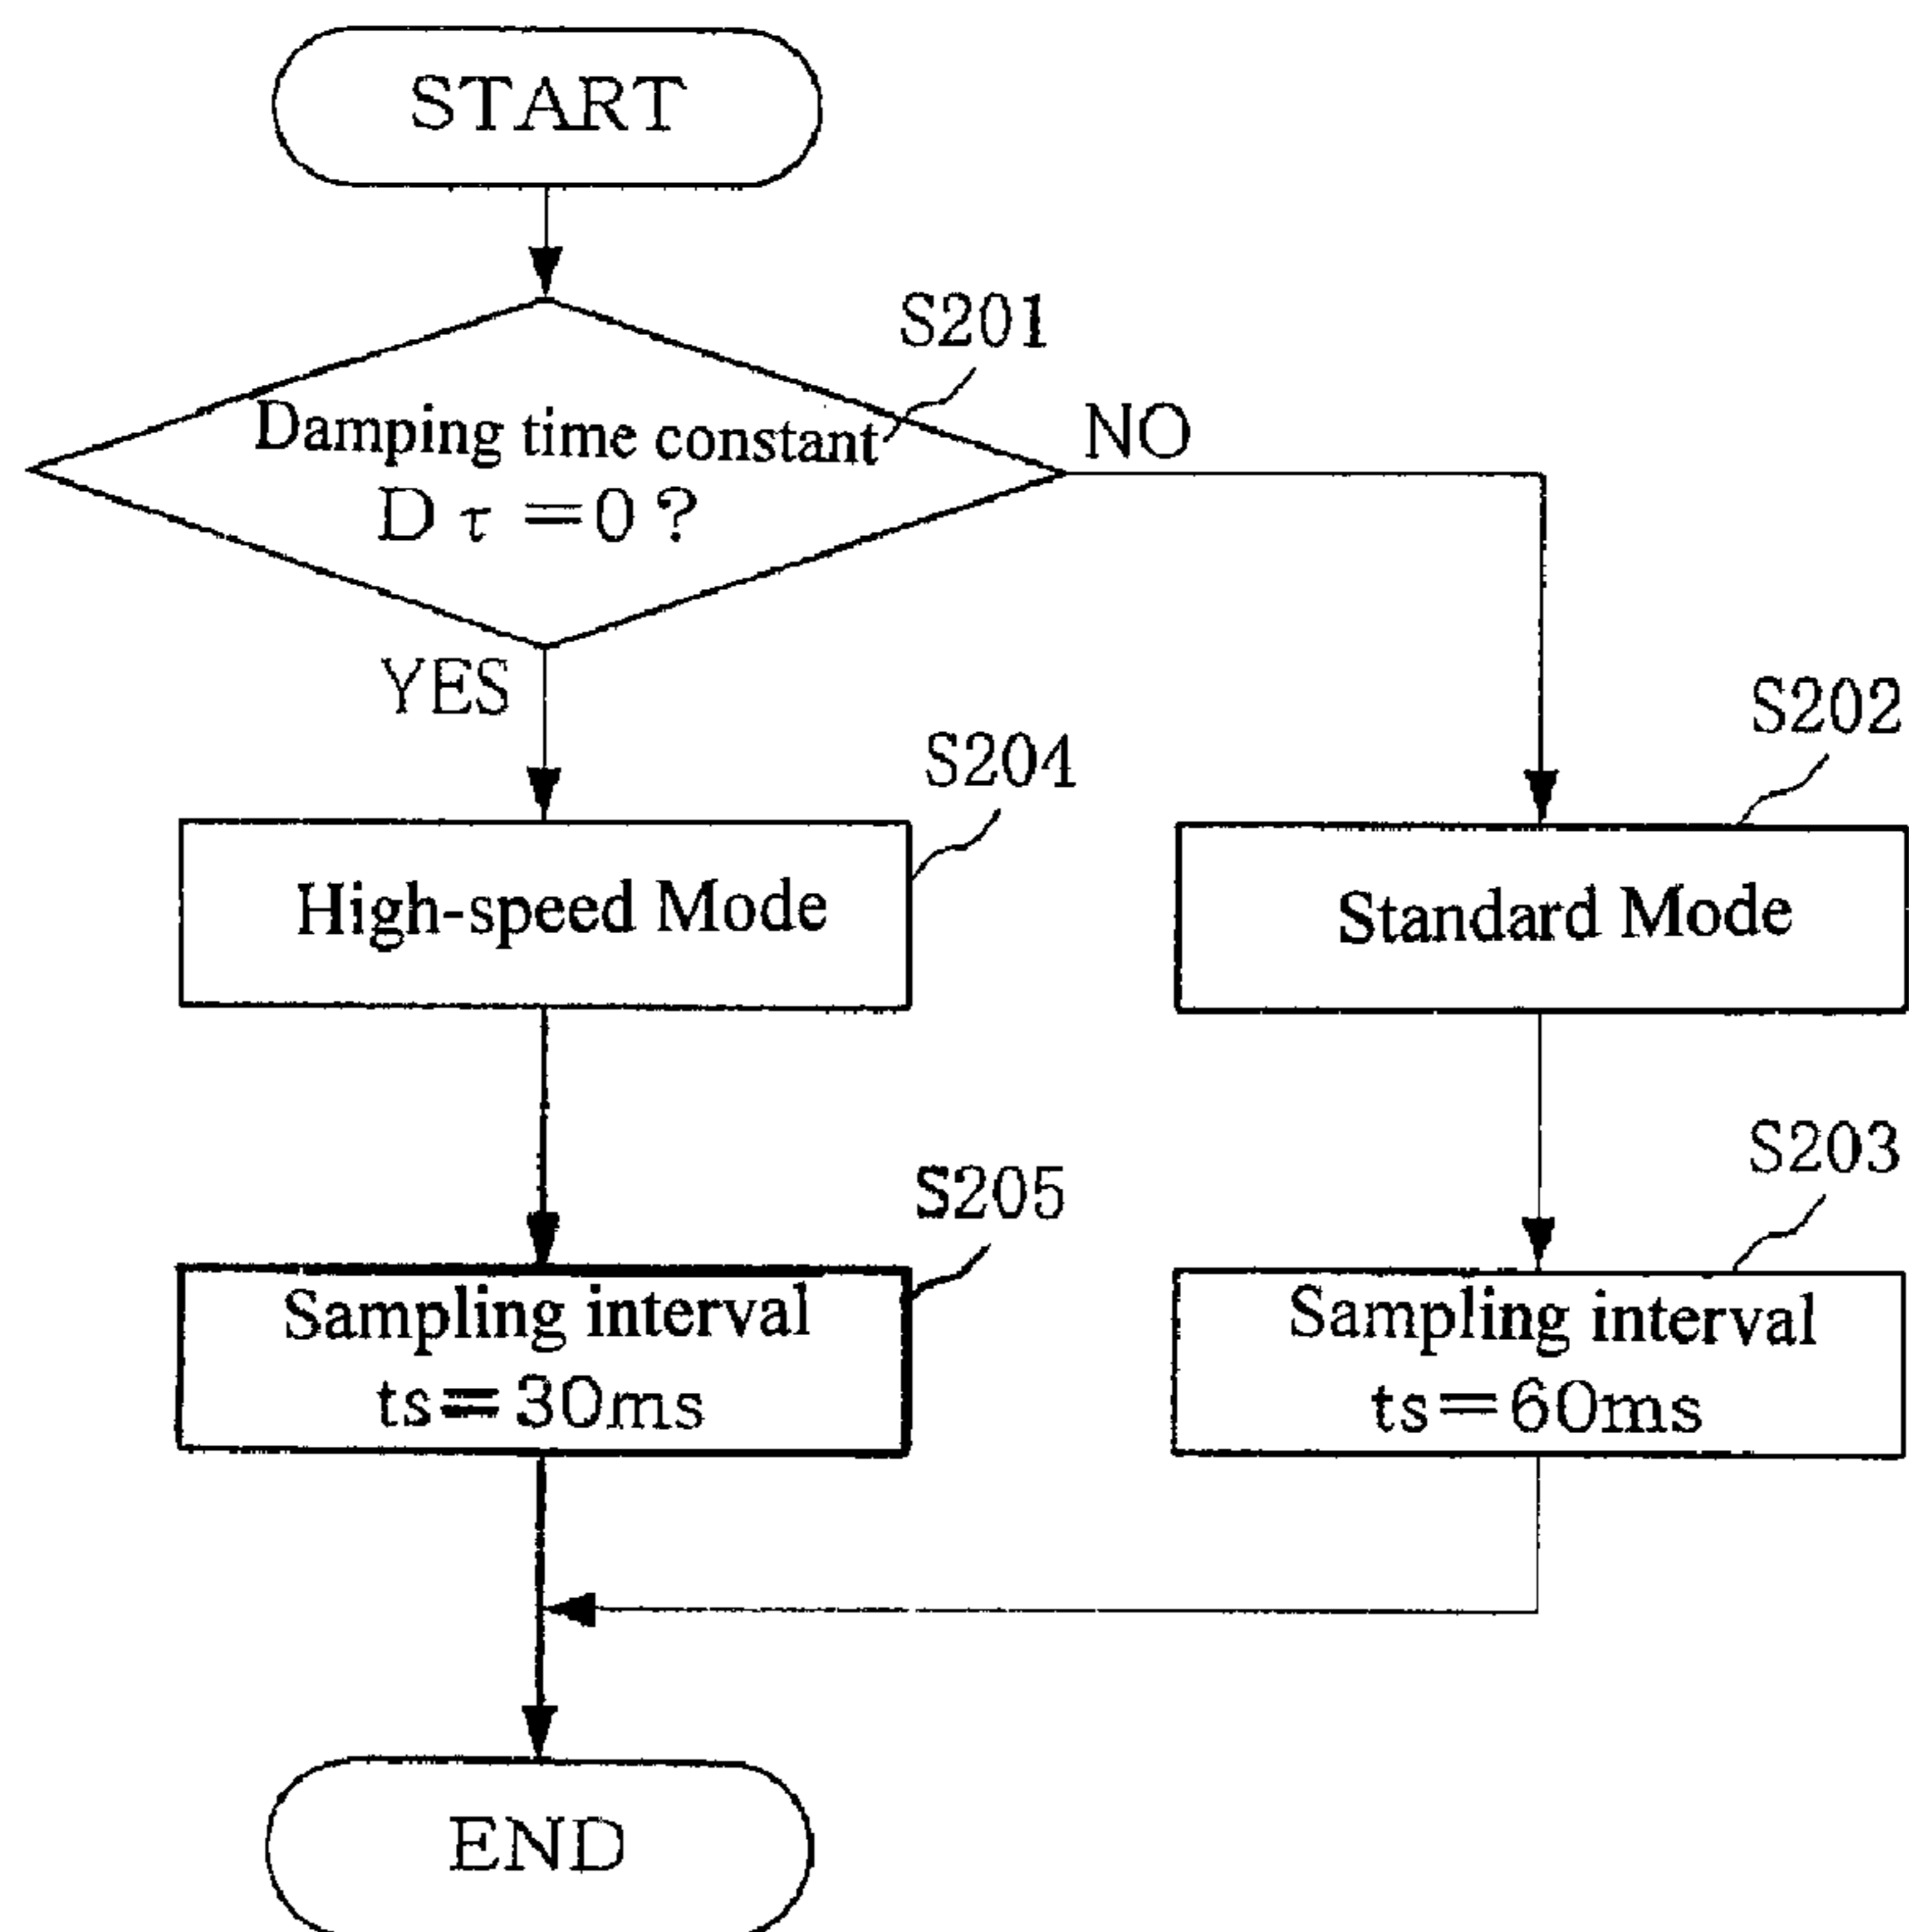 START
S201
Damping time constant
D τ =0 ?
NO
YES
S204
S202
High-speed Mode
Standard Mode
S205
S203
Sampling interval
ts=30ms
Sampling interval
ts=60ms
END